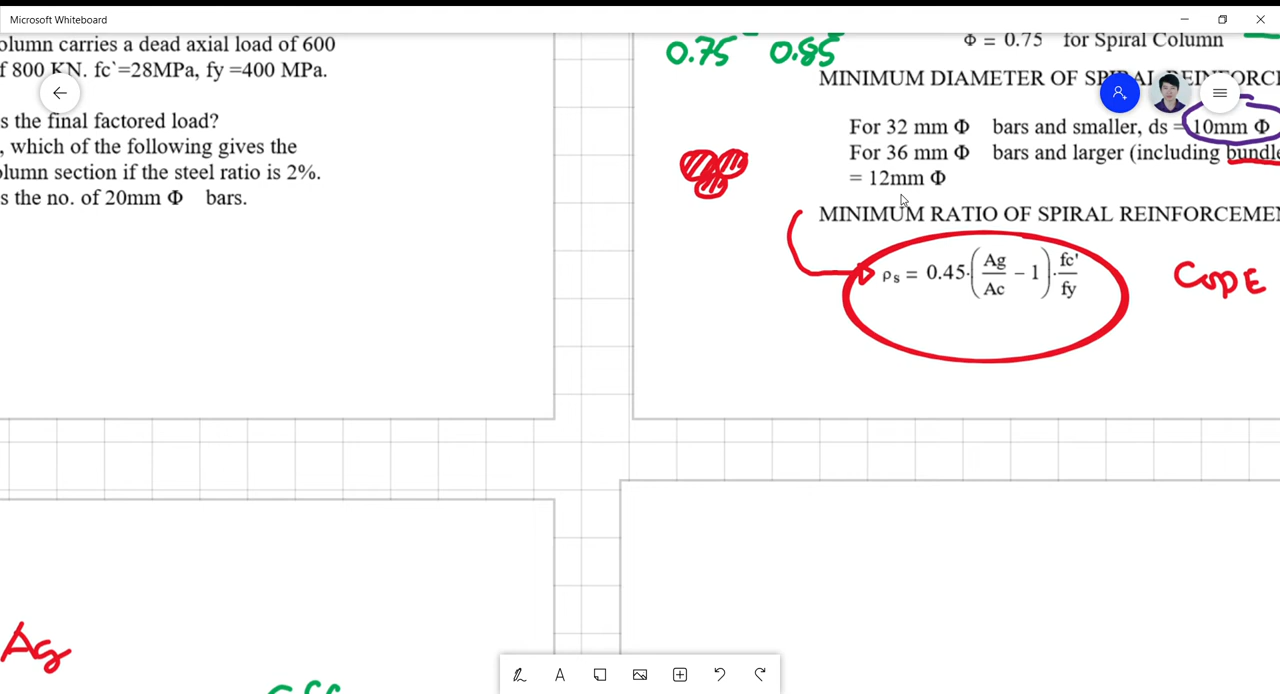 Microsoft Whiteboard
olumn carries a dead axial load of 600
f 800 KN. fc`=28MPa, fy =400 MPa.
s the final factored load?
, which of the following gives the
olumn section if the steel ratio is 2%.
s the no. of 20mm Φ bars.
0.75 0.85
Φ = 0.75 for Spiral Column
MINIMUM DIAMETER OF SPIRAL REINFORCE
For 32 mm Φ bars and smaller, ds = 10mm Φ
For 36 mm Φ bars and larger (including bundle
= 12mm Φ
MINIMUM RATIO OF SPIRAL REINFORCEMEN
ρs = 0.45·(Ag/Ac − 1)·fc'/fy
CODE
Ag